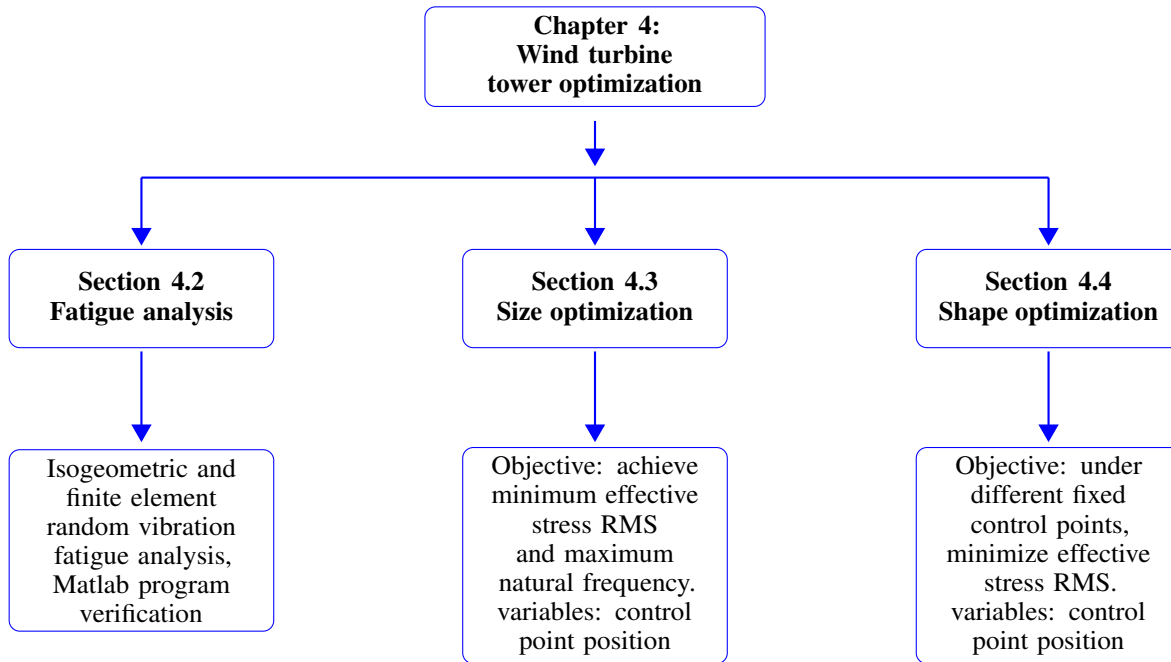 Chapter 4:
Wind turbine
tower optimization
Section 4.2
Fatigue analysis
Section 4.3
Size optimization
Section 4.4
Shape optimization
Isogeometric and
finite element
random vibration
fatigue analysis,
Matlab program
verification
Objective: achieve
minimum effective
stress RMS
and maximum
natural frequency.
variables: control
point position
Objective: under
different fixed
control points,
minimize effective
stress RMS.
variables: control
point position